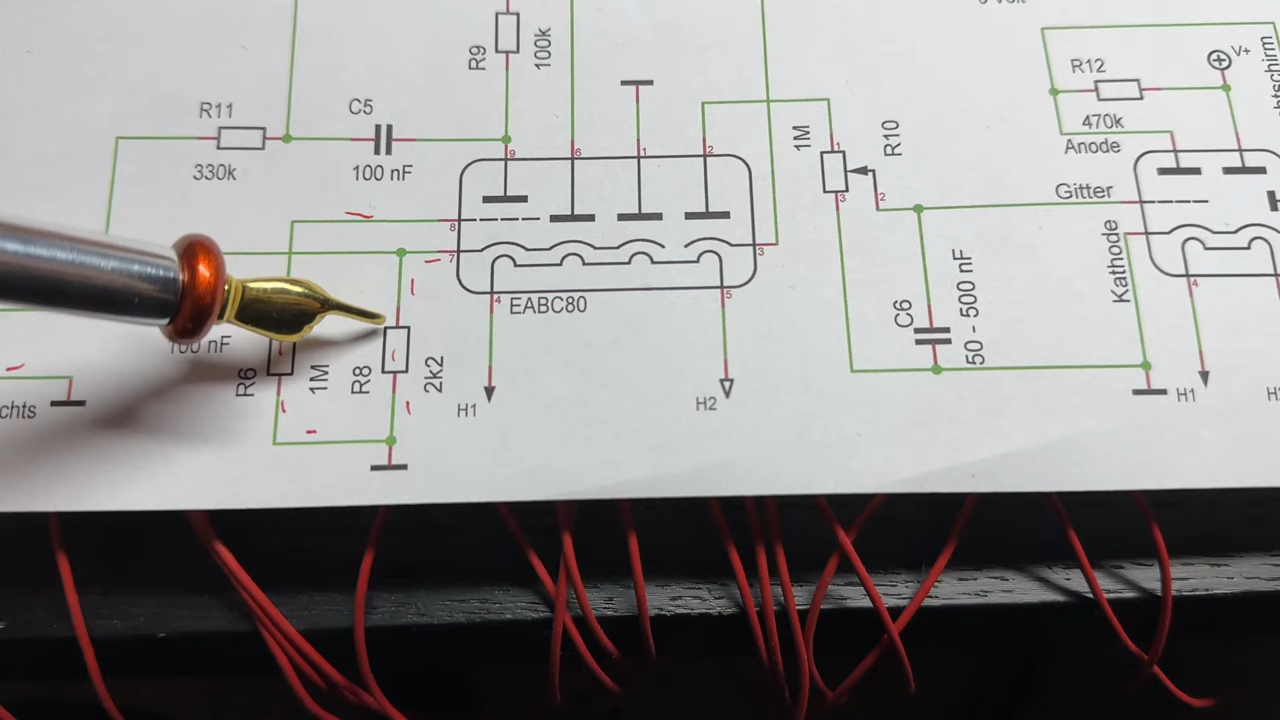 R9
100k
R11
330k
C5
100 nF
9
6
1
2
8
7
3
4
5
EABC80
H1
H2
100 nF
R6
1M
R8
2k2
chts
1M
R10
1
2
3
C6
50 - 500 nF
R12
470k
V+
Anode
Gitter
Kathode
4
H1